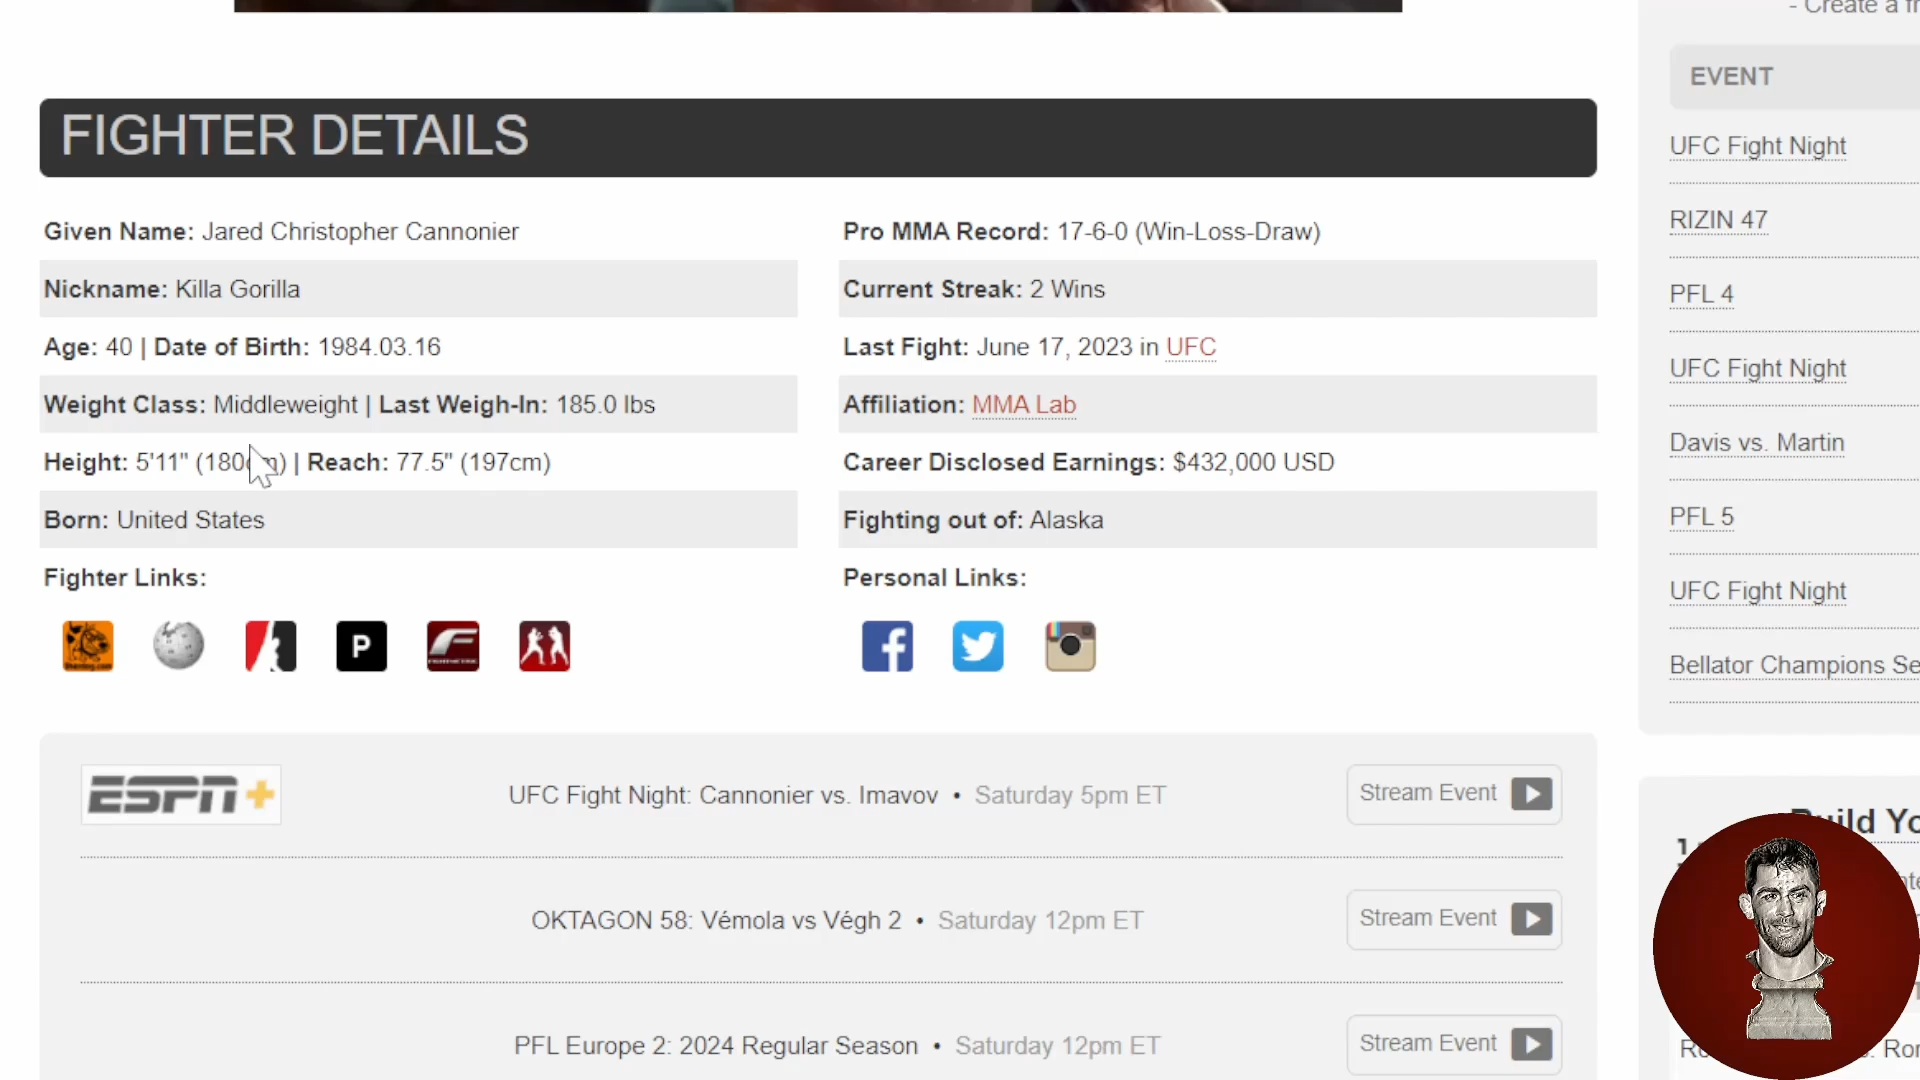 - Create a
EVENT
FIGHTER DETAILS
UFC Fight Night
Given Name: Jared Christopher Cannonier
Pro MMA Record: 17-6-0 (Win-Loss-Draw)
RIZIN 47
Nickname: Killa Gorilla
Current Streak: 2 Wins
PFL 4
Age: 40 | Date of Birth: 1984.03.16
Last Fight: June 17, 2023 in UFC
UFC Fight Night
Weight Class: Middleweight | Last Weigh-In: 185.0 lbs
Affiliation: MMA Lab
Davis vs. Martin
Height: 5'11" (180cm) | Reach: 77.5" (197cm)
Career Disclosed Earnings: $432,000 USD
Born: United States
Fighting out of: Alaska
PFL 5
Fighter Links:
Personal Links:
UFC Fight Night
P
Bellator Champions Se
ESPN+
UFC Fight Night: Cannonier vs. Imavov • Saturday 5pm ET
Stream Event
Build Yo
OKTAGON 58: Vémola vs Végh 2 • Saturday 12pm ET
Stream Event
PFL Europe 2: 2024 Regular Season • Saturday 12pm ET
Stream Event